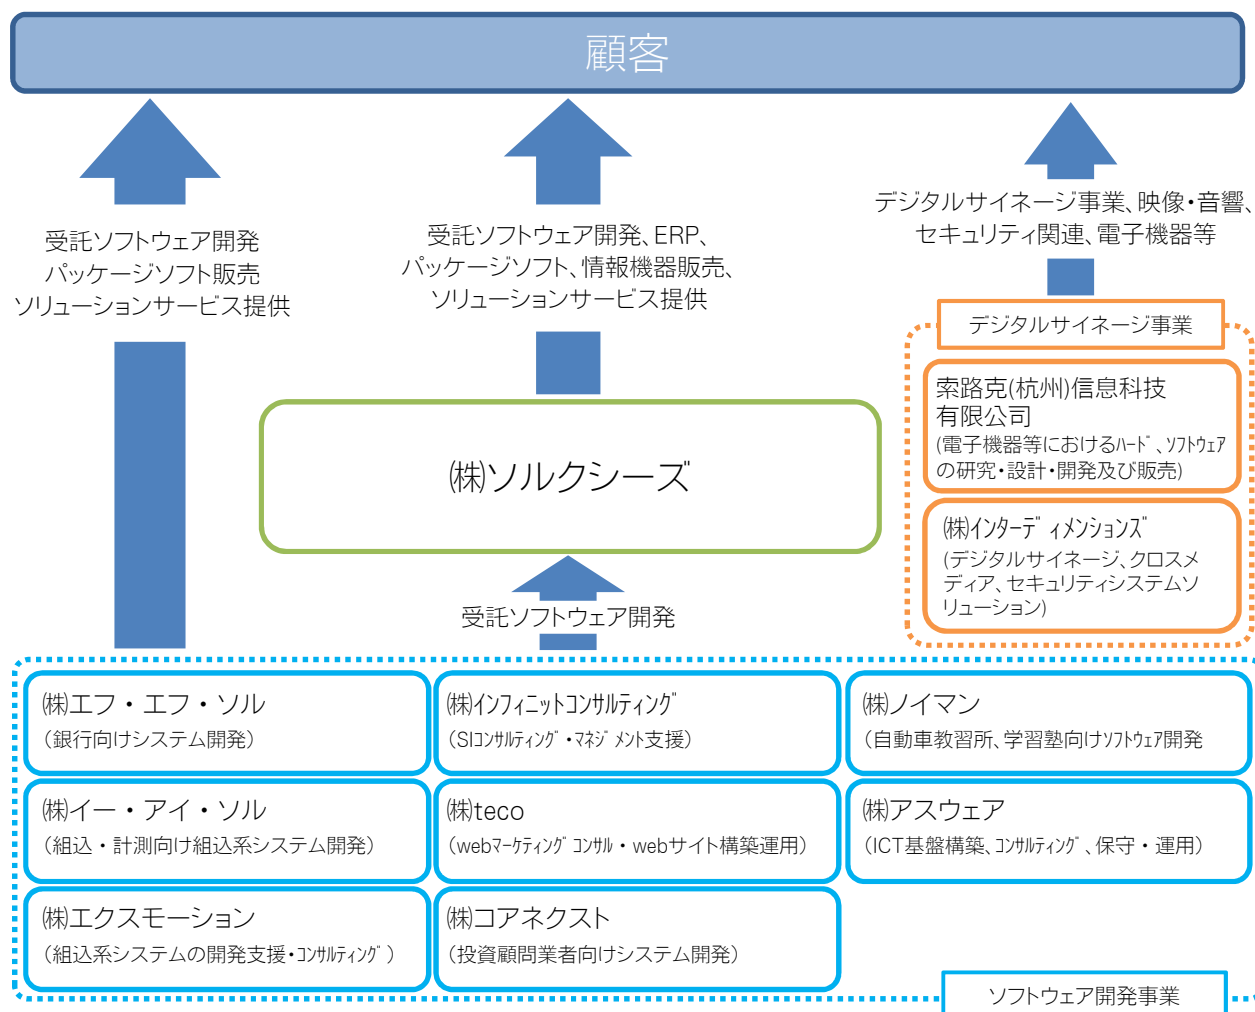 顧客
受託ソフトウェア開発
パッケージソフト販売
ソリューションサービス提供
受託ソフトウェア開発、ERP、
パッケージソフト、情報機器販売、
ソリューションサービス提供
デジタルサイネージ事業、映像・音響、
セキュリティ関連、電子機器等
デジタルサイネージ事業
索路克(杭州)信息科技
有限公司
(電子機器等におけるﾊｰﾄﾞ、ｿﾌﾄｳｪｱ
の研究・設計・開発及び販売)
㈱ｲﾝﾀｰﾃﾞｨﾒﾝｼｮﾝｽﾞ
(デジタルサイネージ、クロスメ
ディア、セキュリティシステムソ
リューション)
㈱ソルクシーズ
受託ソフトウェア開発
㈱エフ・エフ・ソル
（銀行向けシステム開発）
㈱ｲﾝﾌｨﾆｯﾄｺﾝｻﾙﾃｨﾝｸﾞ
（SIｺﾝｻﾙﾃｨﾝｸﾞ・ﾏﾈｼﾞﾒﾝﾄ支援）
㈱ノイマン
（自動車教習所、学習塾向けｿﾌﾄｳｪｱ開発
㈱イー・アイ・ソル
（組込・計測向け組込系システム開発）
㈱teco
（webﾏｰｹﾃｨﾝｸﾞｺﾝｻﾙ・webサイト構築運用）
㈱アスウェア
（ICT基盤構築、ｺﾝｻﾙﾃｨﾝｸﾞ、保守・運用）
㈱エクスモーション
（組込系システムの開発支援・ｺﾝｻﾙﾃｨﾝｸﾞ）
㈱コアネクスト
（投資顧問業者向けシステム開発）
ソフトウェア開発事業